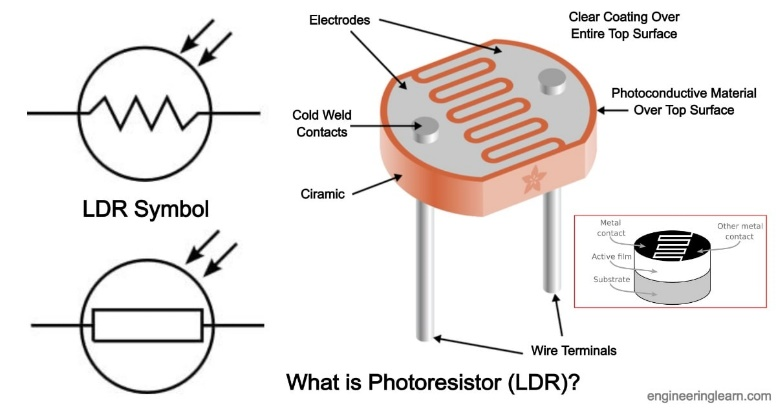 Electrodes
Clear Coating Over
Entire Top Surface
Photoconductive Material
Over Top Surface
Cold Weld
Contacts
Ciramic
LDR Symbol
Metal
contact
Other metal
contact
Active film
Substrate
Wire Terminals
What is Photoresistor (LDR)?
engineeringlearn.com